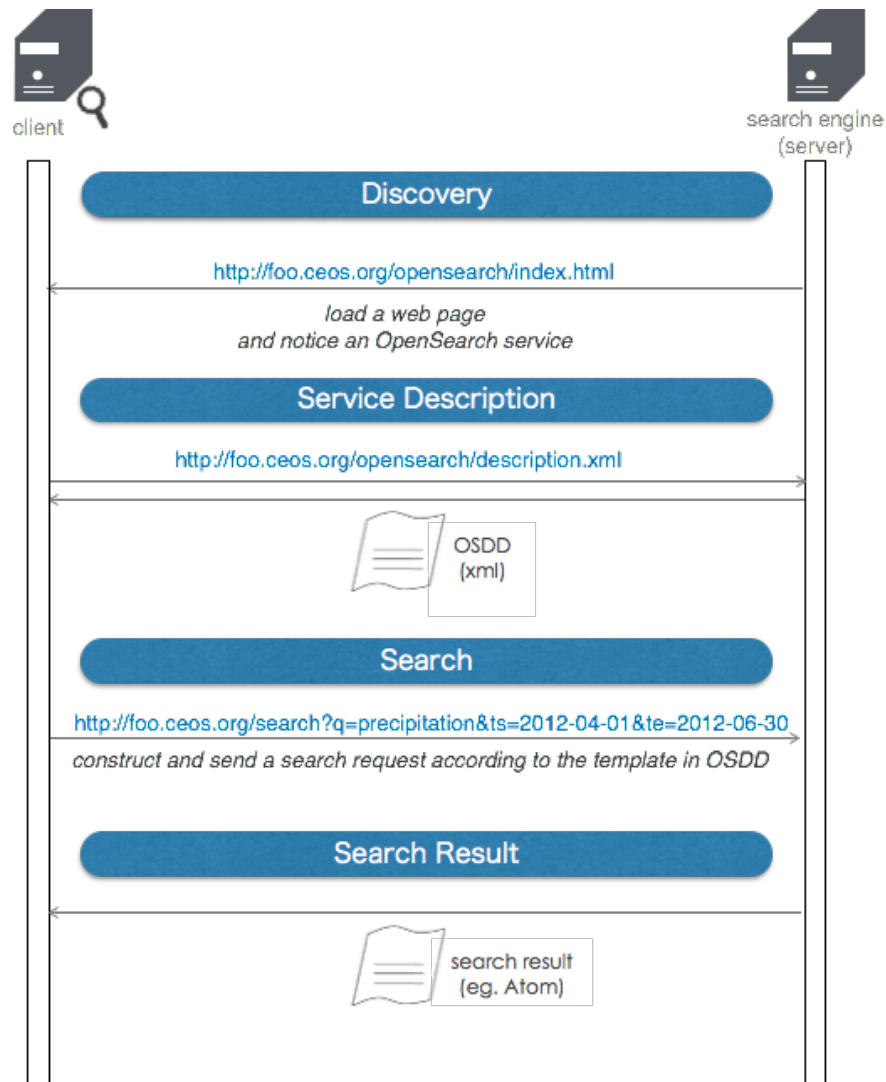 client
search engine
(server)
Discovery
http://foo.ceos.org/opensearch/index.html
load a web page
and notice an OpenSearch service
Service Description
http://foo.ceos.org/opensearch/description.xml
OSDD
(xml)
Search
http://foo.ceos.org/search?q=precipitation&ts=2012-04-01&te=2012-06-30
construct and send a search request according to the template in OSDD
Search Result
search result
(eg. Atom)